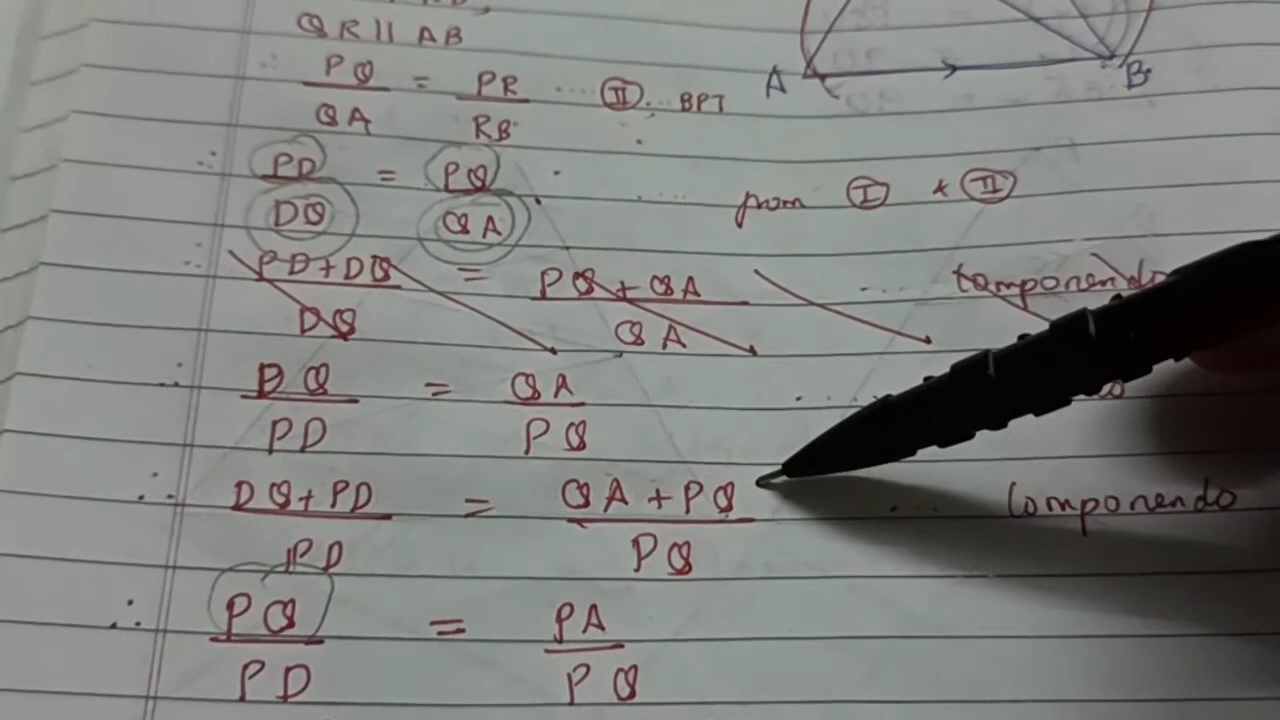 QR || AB
A
B
∴ PQ/QA = PR/RB .... II ... BPT
∴ PD/DQ = PQ/QA .... from I & II
∴ PD+DQ/DQ = PQ+QA/QA ... componendo
∴ DQ/PD = QA/PQ ....
∴ DQ+PD/PD = QA+PQ/PQ ... Componendo
∴ PQ/PD = PA/PQ